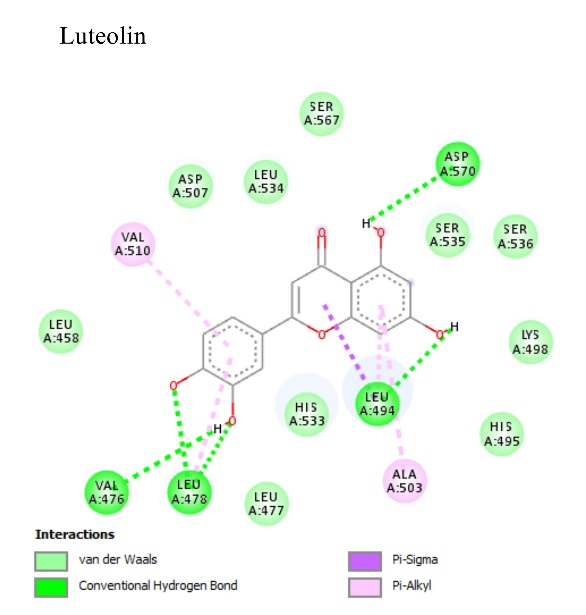 Luteolin
SER
A:567
ASP
A:570
ASP
A:507
LEU
A:534
VAL
A:510
H
O
O
SER
A:535
SER
A:536
LEU
A:458
O
O
H
LYS
A:498
O
O
H
HIS
A:533
LEU
A:494
HIS
A:495
VAL
A:476
LEU
A:478
LEU
A:477
ALA
A:503
Interactions
van der Waals
Conventional Hydrogen Bond
Pi-Sigma
Pi-Alkyl